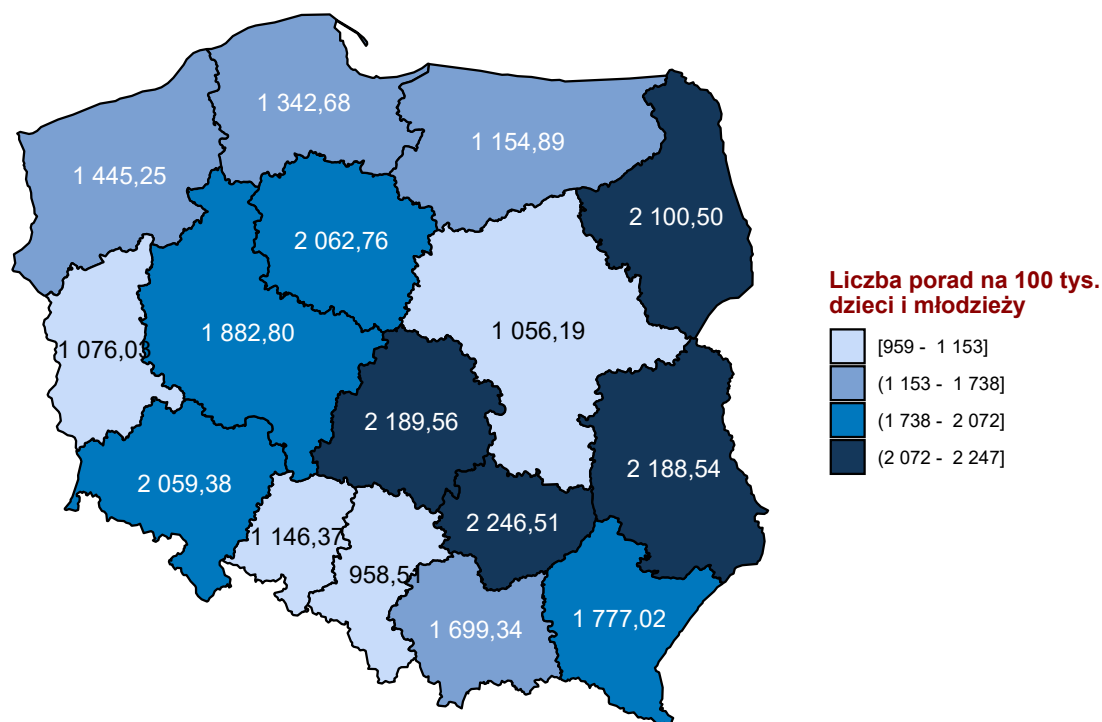 1 342,68
1 154,89
1 445,25
2 100,50
2 062,76
1 882,80
1 056,19
1 076,03
2 189,56
2 188,54
2 059,38
2 246,51
1 146,37
958,51
1 777,02
1 699,34
Liczba porad na 100 tys.
dzieci i młodzieży
[959 - 1 153]
(1 153 - 1 738]
(1 738 - 2 072]
(2 072 - 2 247]